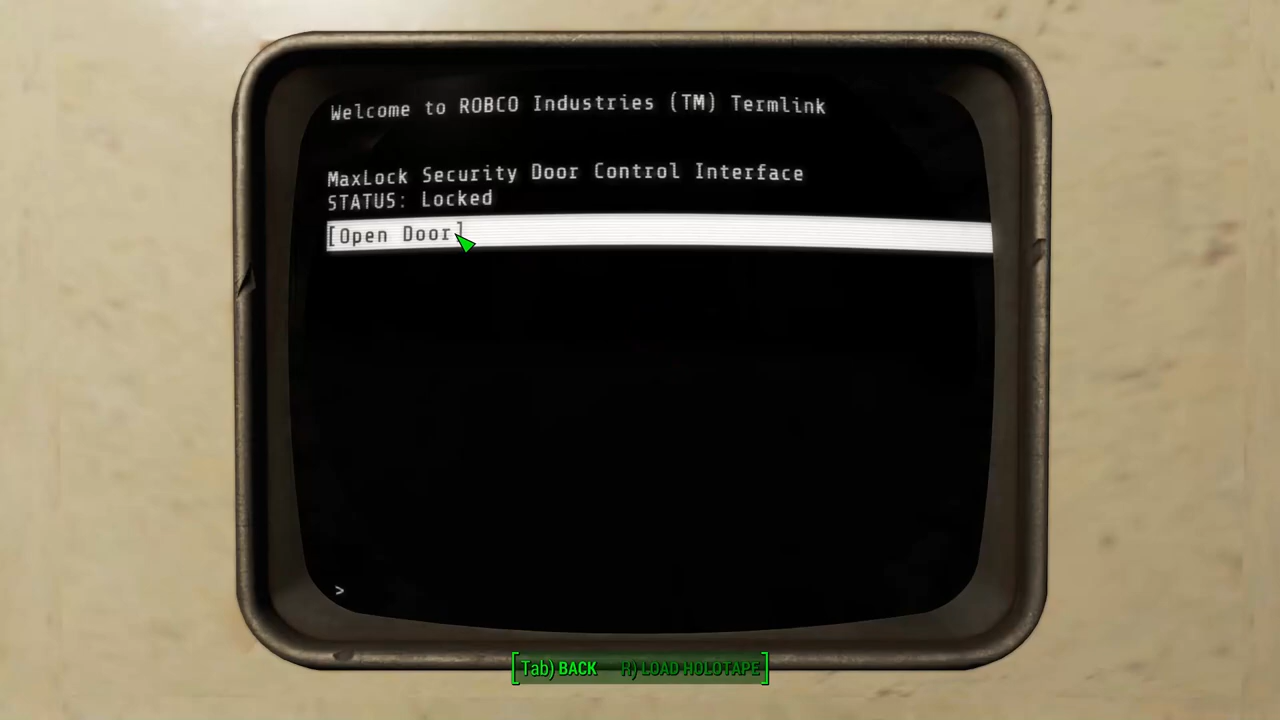 Welcome to ROBCO Industries (TM) Termlink
MaxLock Security Door Control Interface
STATUS: Locked
[Open Door]
>
Tab) BACK R) LOAD HOLOTAPE